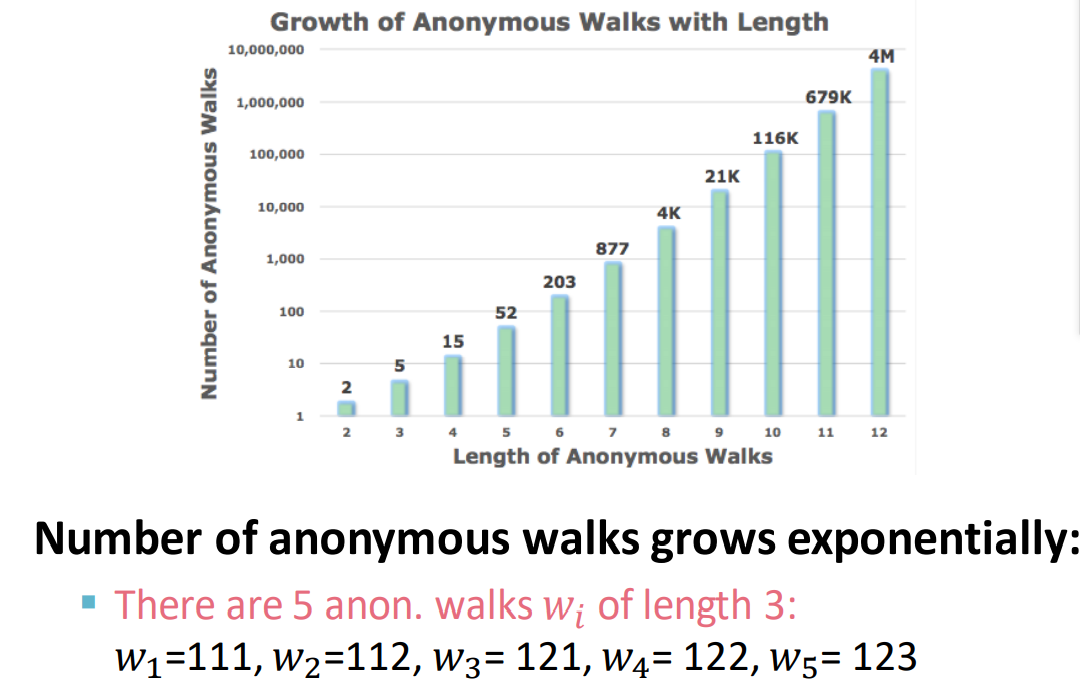 Growth of Anonymous Walks with Length
Number of Anonymous Walks
10,000,000
1,000,000
100,000
10,000
1,000
100
10
1
2
5
15
52
203
877
4K
21K
116K
679K
4M
2 3 4 5 6 7 8 9 10 11 12
Length of Anonymous Walks
Number of anonymous walks grows exponentially:
▪ There are 5 anon. walks wᵢ of length 3:
w₁=111, w₂=112, w₃= 121, w₄= 122, w₅= 123